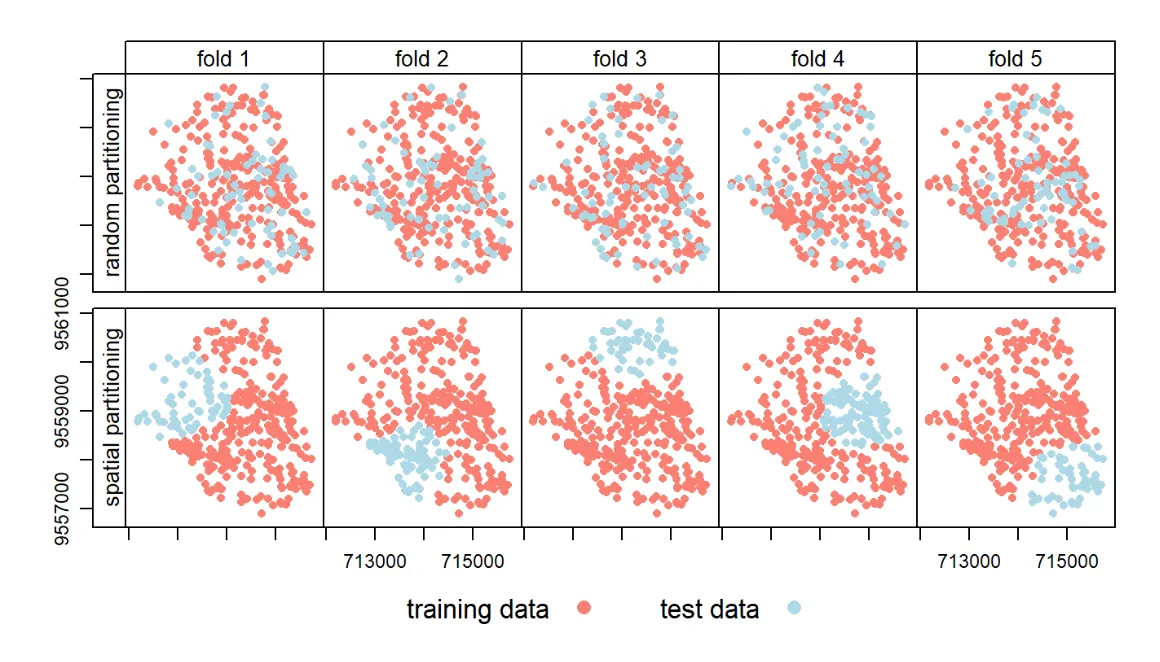 fold 1 fold 2 fold 3 fold 4 fold 5
random partitioning
spatial partitioning
9561000
9559000
9557000
713000 715000 713000 715000
training data test data